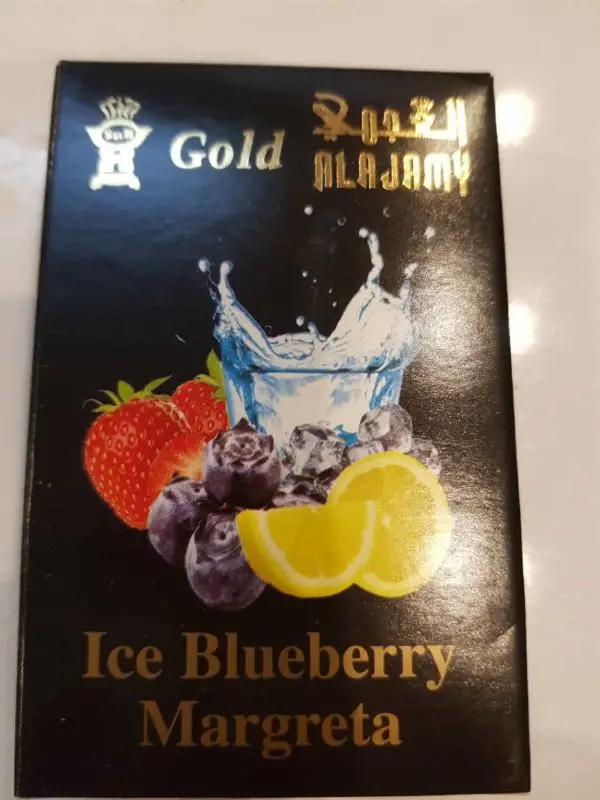 Gold
العجمي
ALAJAMY
Ice Blueberry
Margreta